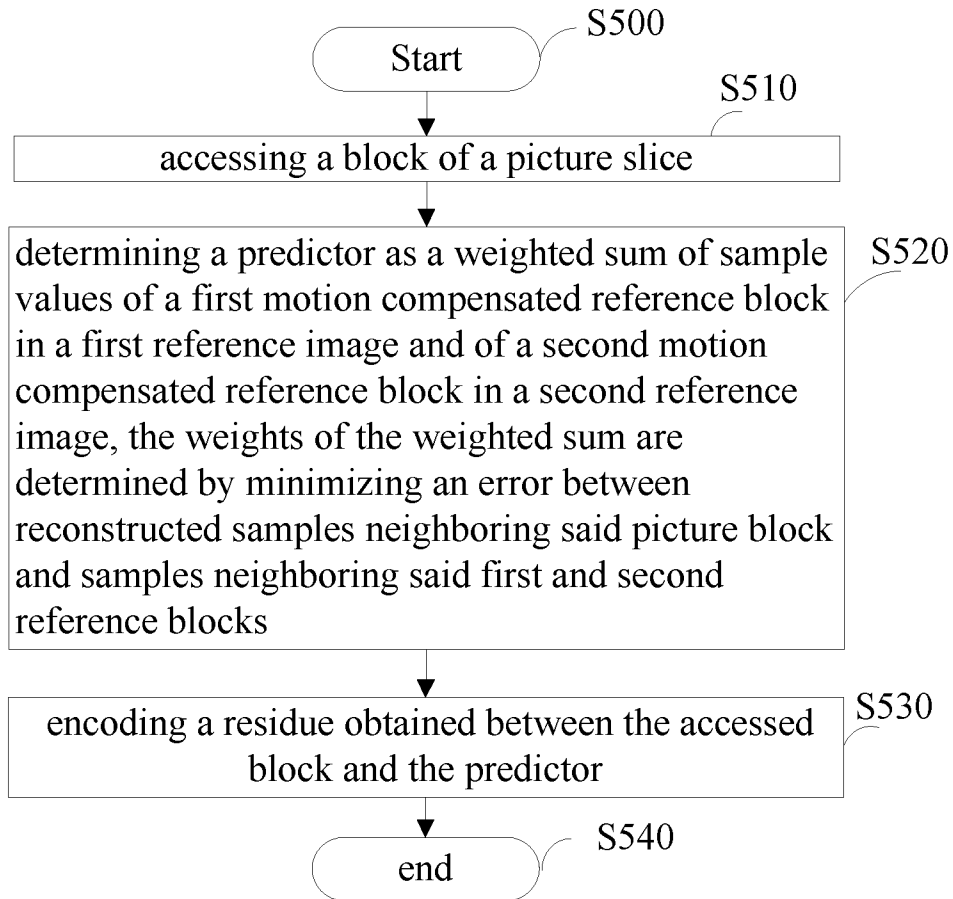 S500
Start
S510
accessing a block of a picture slice
S520
determining a predictor as a weighted sum of sample
values of a first motion compensated reference block
in a first reference image and of a second motion
compensated reference block in a second reference
image, the weights of the weighted sum are
determined by minimizing an error between
reconstructed samples neighboring said picture block
and samples neighboring said first and second
reference blocks
S530
encoding a residue obtained between the accessed
block and the predictor
S540
end